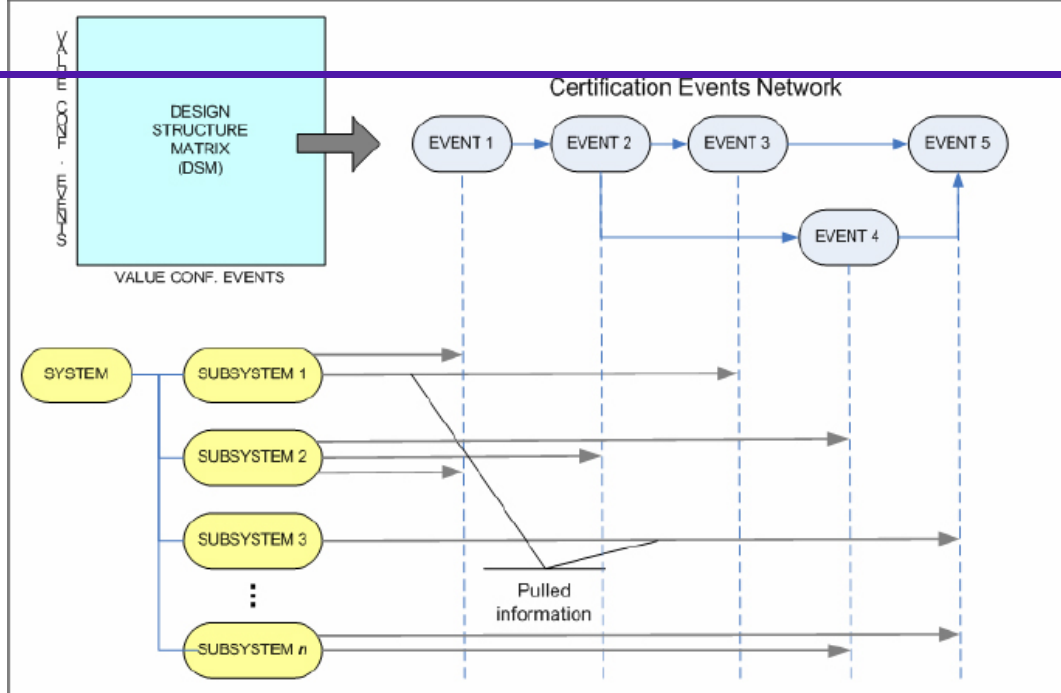 VALUE CONF. EVENTS
DESIGN
STRUCTURE
MATRIX
(DSM)
VALUE CONF. EVENTS
Certification Events Network
EVENT 1
EVENT 2
EVENT 3
EVENT 5
EVENT 4
SYSTEM
SUBSYSTEM 1
SUBSYSTEM 2
SUBSYSTEM 3
Pulled
information
SUBSYSTEM n